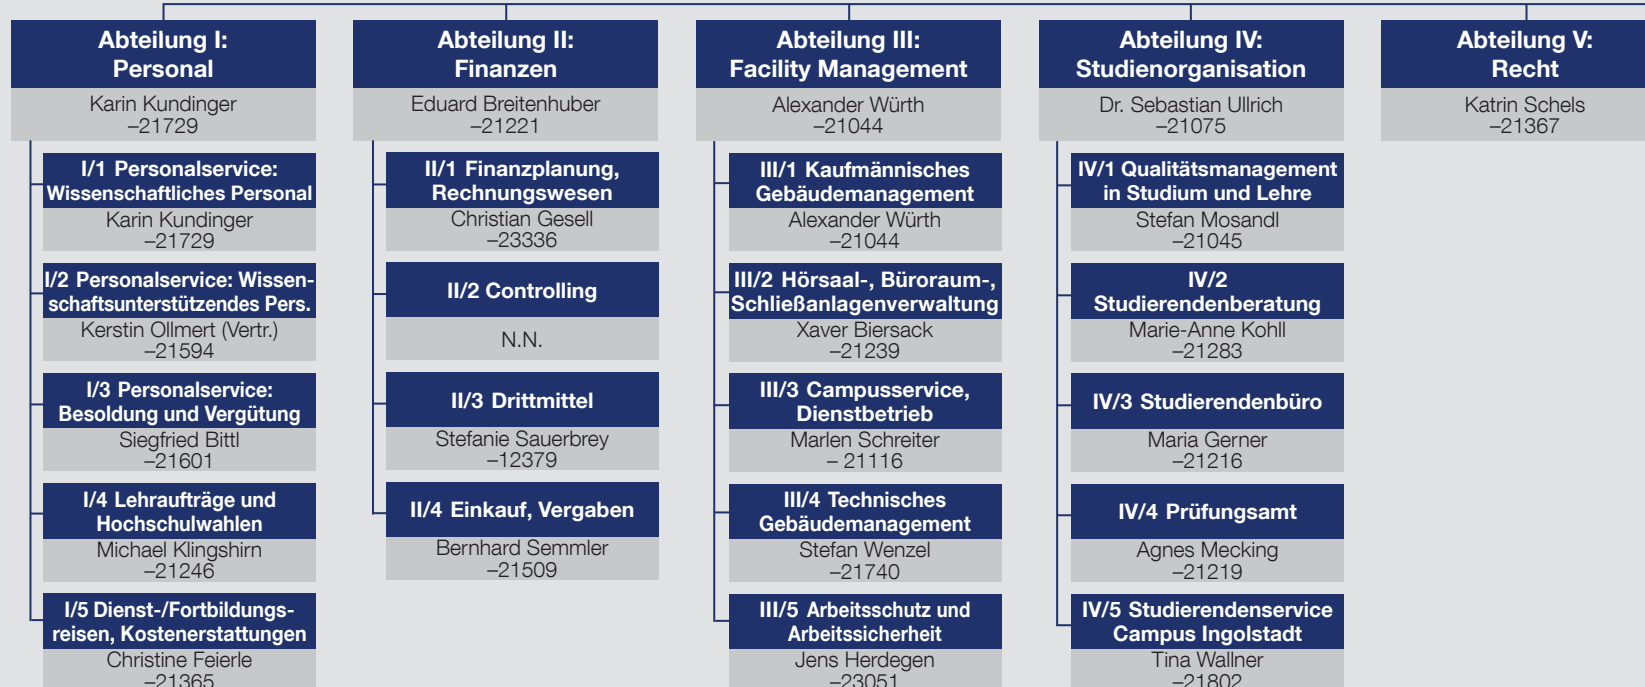 Abteilung I:
Personal
Karin Kundinger
–21729
I/1 Personalservice:
Wissenschaftliches Personal
Karin Kundinger
–21729
I/2 Personalservice: Wissen-
schaftsunterstützendes Pers.
Kerstin Ollmert (Vertr.)
–21594
I/3 Personalservice:
Besoldung und Vergütung
Siegfried Bittl
–21601
I/4 Lehraufträge und
Hochschulwahlen
Michael Klingshirn
–21246
I/5 Dienst-/Fortbildungs-
reisen, Kostenerstattungen
Christine Feierle
–21365
Abteilung II:
Finanzen
Eduard Breitenhuber
–21221
II/1 Finanzplanung,
Rechnungswesen
Christian Gesell
–23336
II/2 Controlling
N.N.
II/3 Drittmittel
Stefanie Sauerbrey
–12379
II/4 Einkauf, Vergaben
Bernhard Semmler
–21509
Abteilung III:
Facility Management
Alexander Würth
–21044
III/1 Kaufmännisches
Gebäudemanagement
Alexander Würth
–21044
III/2 Hörsaal-, Büroraum-,
Schließanlagenverwaltung
Xaver Biersack
–21239
III/3 Campusservice,
Dienstbetrieb
Marlen Schreiter
– 21116
III/4 Technisches
Gebäudemanagement
Stefan Wenzel
–21740
III/5 Arbeitsschutz und
Arbeitssicherheit
Jens Herdegen
–23051
Abteilung IV:
Studienorganisation
Dr. Sebastian Ullrich
–21075
IV/1 Qualitätsmanagement
in Studium und Lehre
Stefan Mosandl
–21045
IV/2
Studierendenberatung
Marie-Anne Kohll
–21283
IV/3 Studierendenbüro
Maria Gerner
–21216
IV/4 Prüfungsamt
Agnes Mecking
–21219
IV/5 Studierendenservice
Campus Ingolstadt
Tina Wallner
–21802
Abteilung V:
Recht
Katrin Schels
–21367